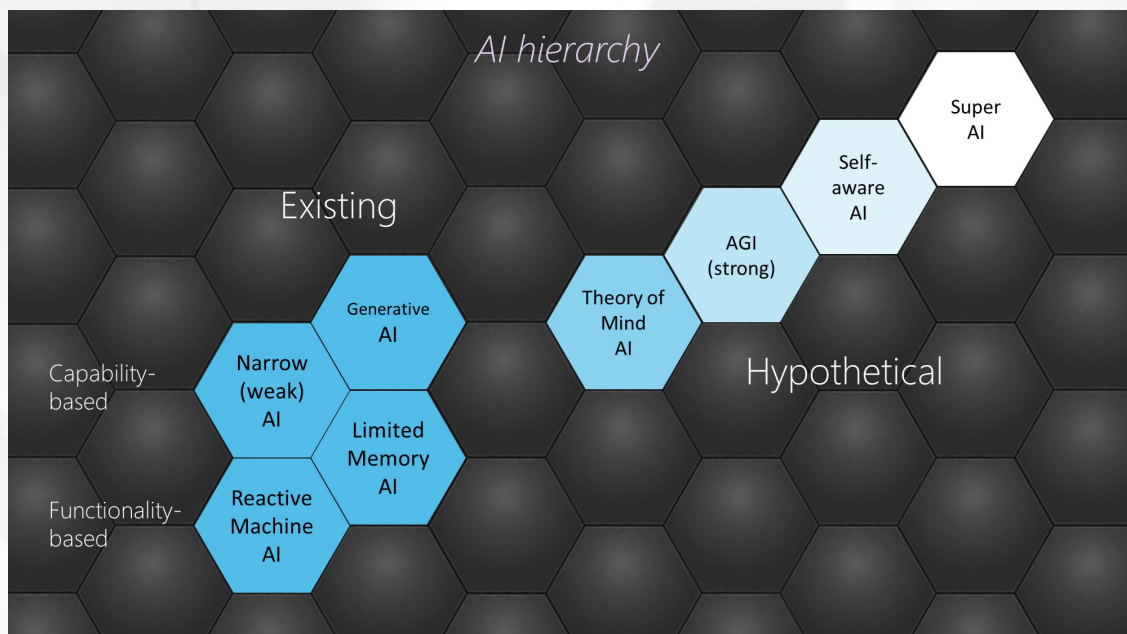 AI hierarchy
Existing
Generative
AI
Capability-
based
Narrow
(weak)
AI
Limited
Memory
AI
Functionality-
based
Reactive
Machine
AI
Theory of
Mind
AI
AGI
(strong)
Self-
aware
AI
Super
AI
Hypothetical